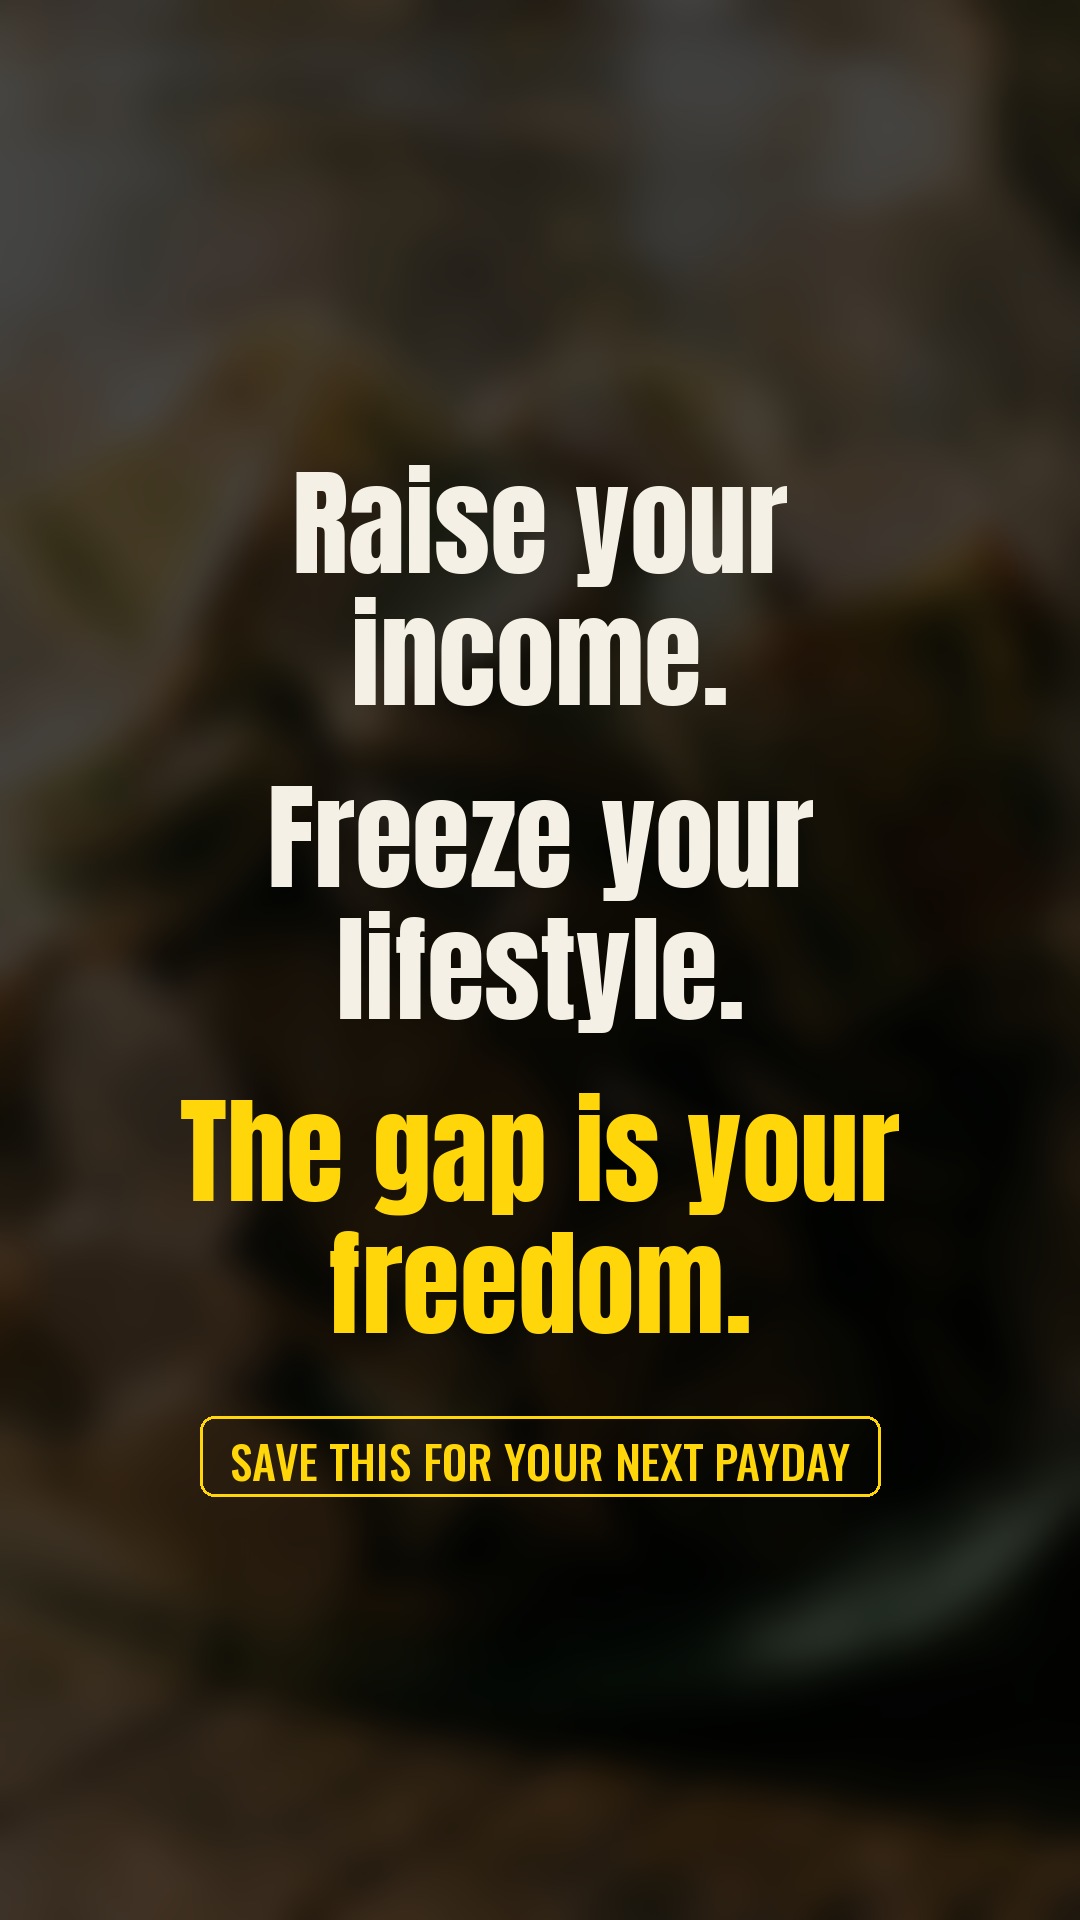 Raise your
income.
Freeze your
lifestyle.
The gap is your
freedom.
SAVE THIS FOR YOUR NEXT PAYDAY